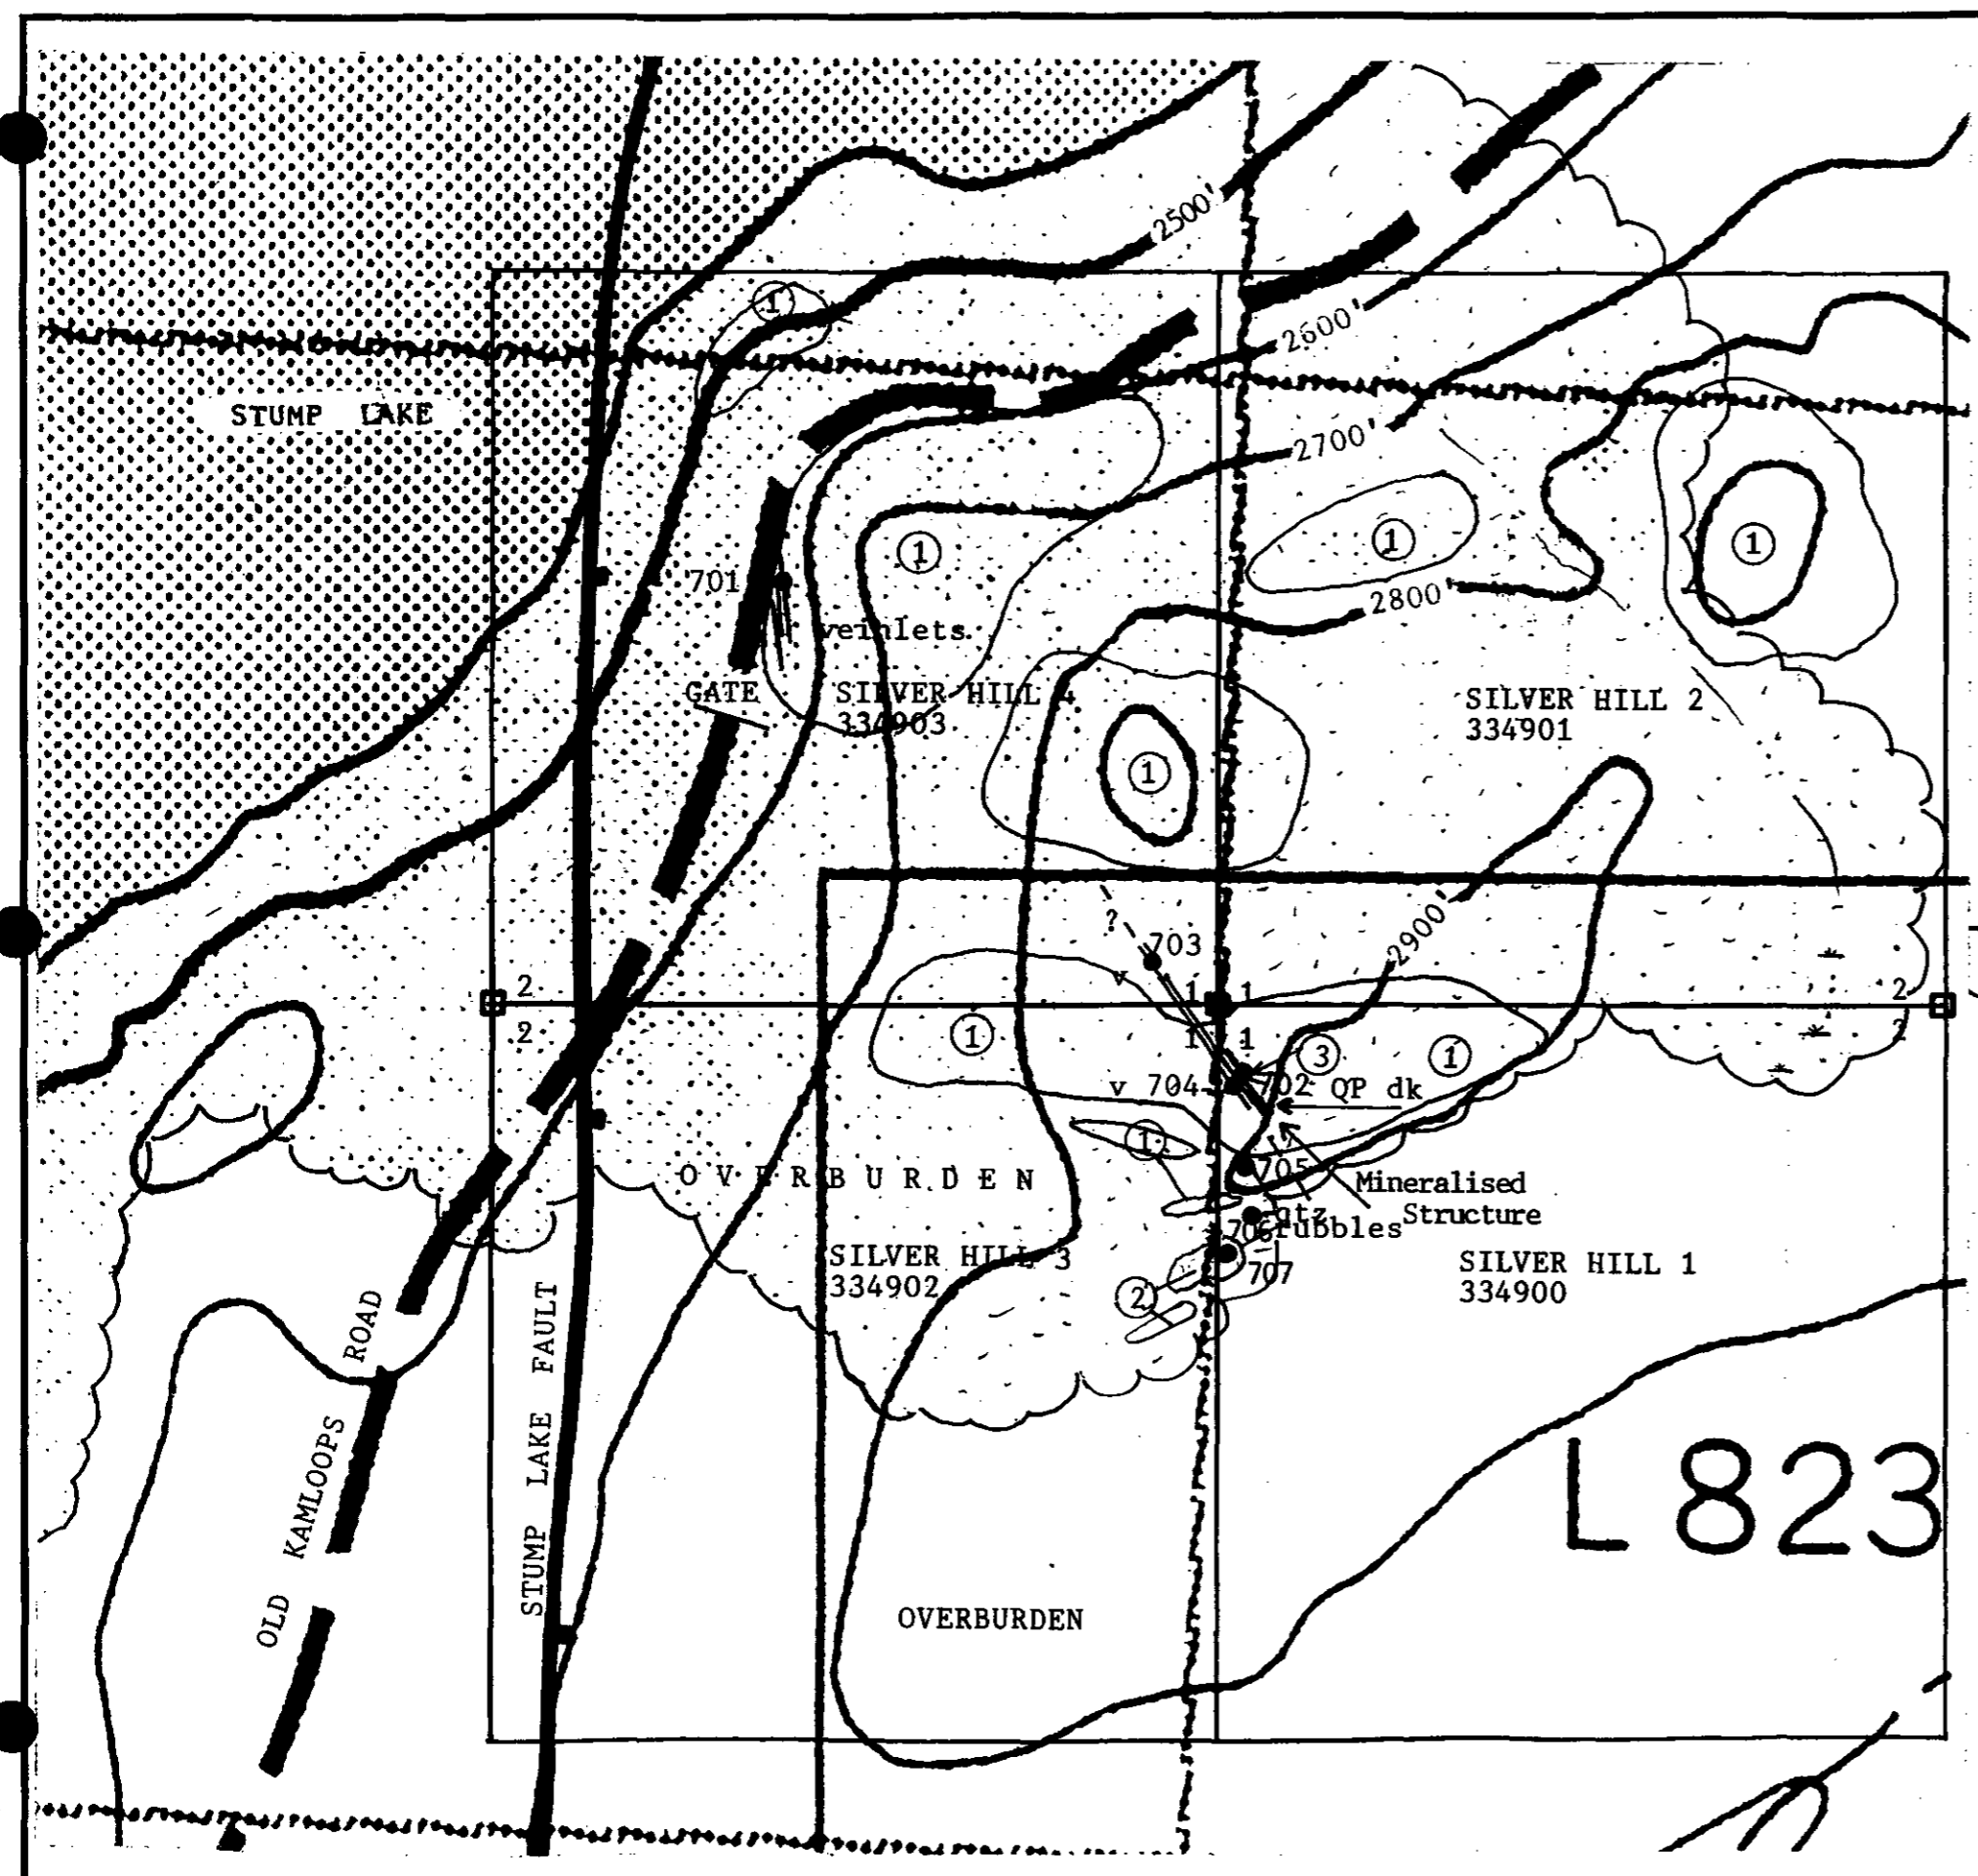 2500'
1
2600'
STUMP LAKE
2700'
1
1
1
701
2800'
veinlets
GATE
SILVER HILL 4
334903
SILVER HILL 2
334901
1
2900'
?
703
v
2
1 1
2
1
2
1 1
2
3
1
v 704
702 QP dk
1
705
OVERBURDEN
Mineralised
Structure
qtz
rubbles
706
SILVER HILL 3
334902
707
SILVER HILL 1
334900
2
STUMP LAKE FAULT
OLD KAMLOOPS ROAD
L 823
OVERBURDEN